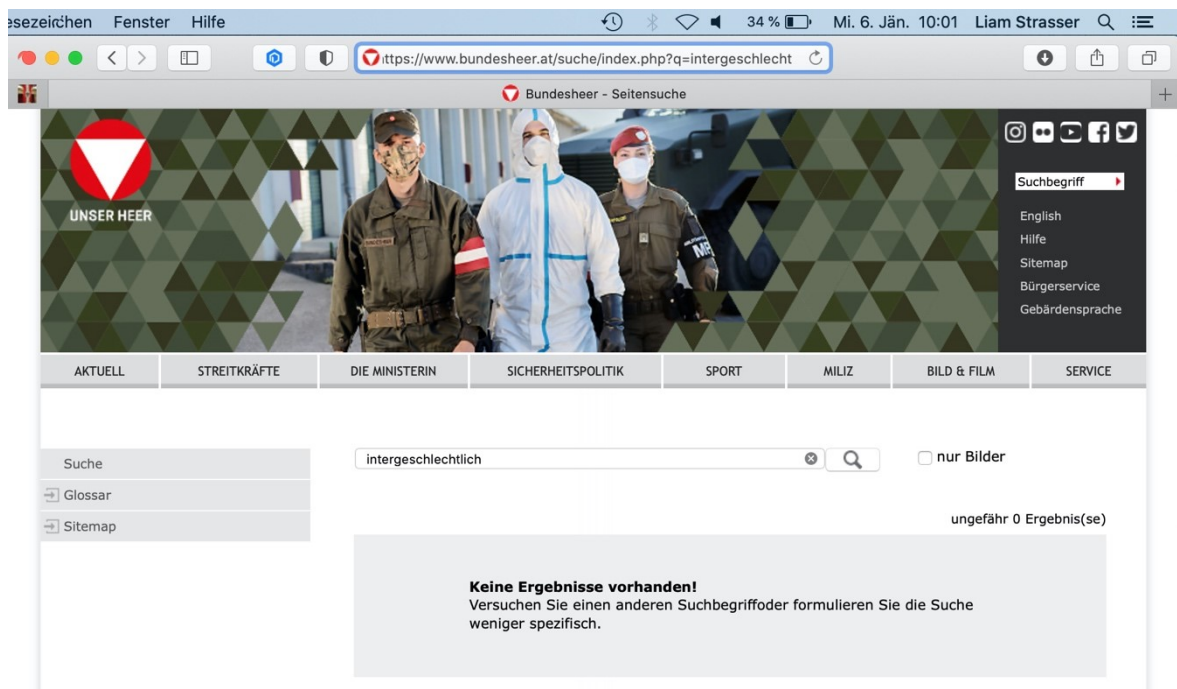 esezeichen Fenster Hilfe 34 % Mi. 6. Jän. 10:01 Liam Strasser
ttps://www.bundesheer.at/suche/index.php?q=intergeschlecht
Bundesheer - Seitensuche
UNSER HEER
Suchbegriff
English
Hilfe
Sitemap
Bürgerservice
Gebärdensprache
MP
AKTUELL STREITKRÄFTE DIE MINISTERIN SICHERHEITSPOLITIK SPORT MILIZ BILD & FILM SERVICE
Suche
Glossar
Sitemap
intergeschlechtlich nur Bilder
ungefähr 0 Ergebnis(se)
Keine Ergebnisse vorhanden!
Versuchen Sie einen anderen Suchbegriffoder formulieren Sie die Suche
weniger spezifisch.